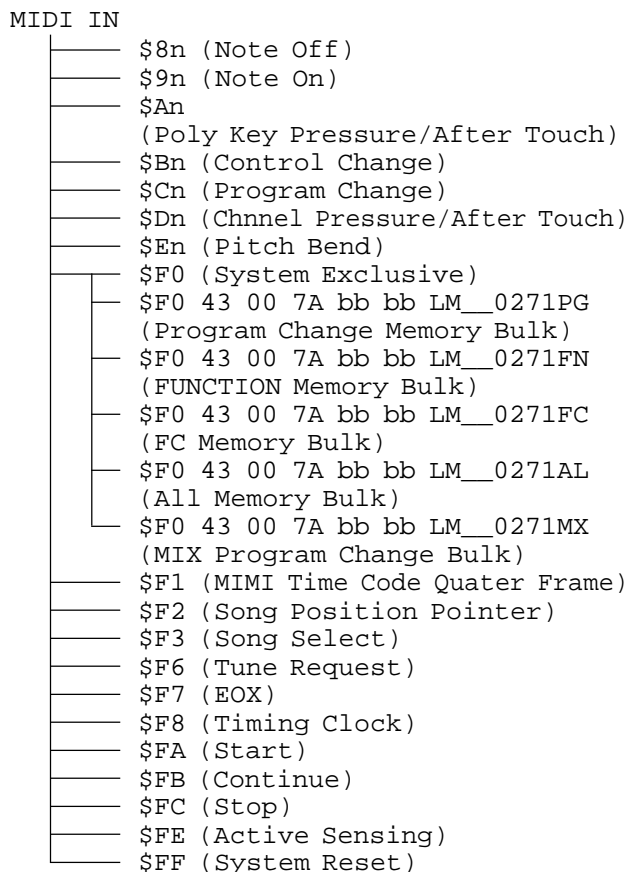 MIDI IN
$8n (Note Off)
$9n (Note On)
$An
(Poly Key Pressure/After Touch)
$Bn (Control Change)
$Cn (Program Change)
$Dn (Chnnel Pressure/After Touch)
$En (Pitch Bend)
$F0 (System Exclusive)
$F0 43 00 7A bb bb LM__0271PG
(Program Change Memory Bulk)
$F0 43 00 7A bb bb LM__0271FN
(FUNCTION Memory Bulk)
$F0 43 00 7A bb bb LM__0271FC
(FC Memory Bulk)
$F0 43 00 7A bb bb LM__0271AL
(All Memory Bulk)
$F0 43 00 7A bb bb LM__0271MX
(MIX Program Change Bulk)
$F1 (MIMI Time Code Quater Frame)
$F2 (Song Position Pointer)
$F3 (Song Select)
$F6 (Tune Request)
$F7 (EOX)
$F8 (Timing Clock)
$FA (Start)
$FB (Continue)
$FC (Stop)
$FE (Active Sensing)
$FF (System Reset)